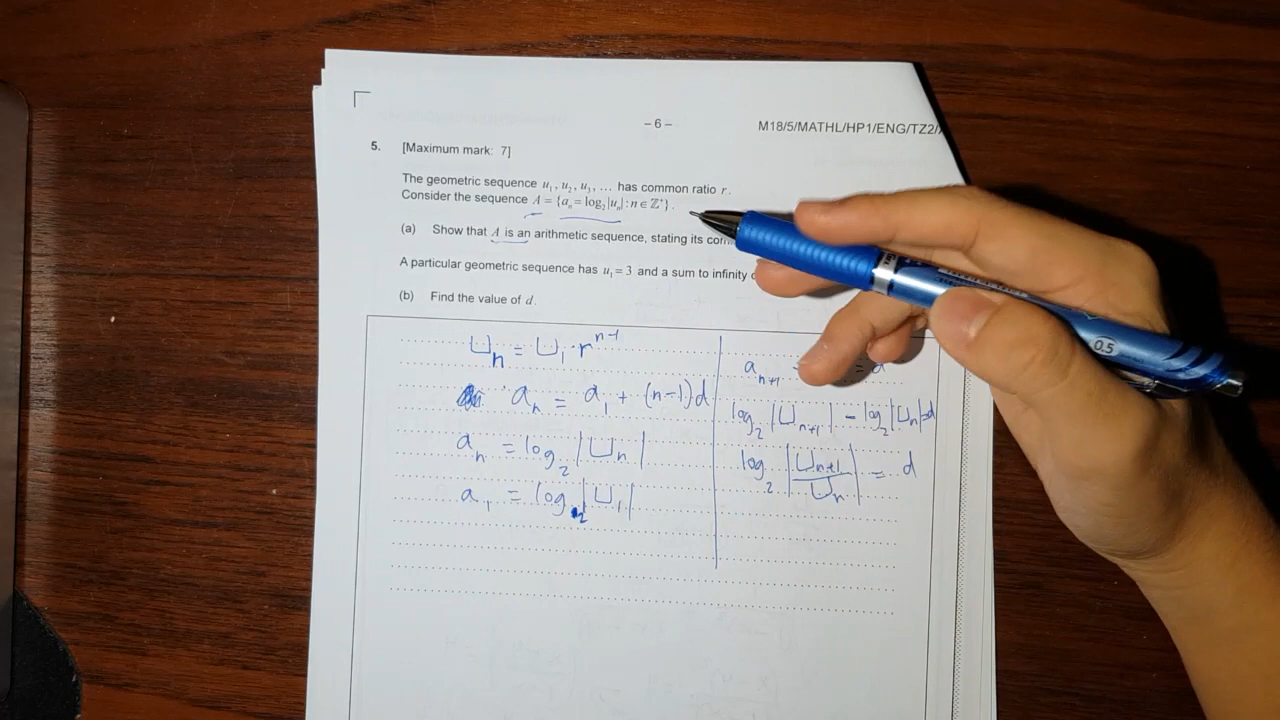 – 6 –
M18/5/MATHL/HP1/ENG/TZ2/
5. [Maximum mark: 7]
The geometric sequence u₁, u₂, u₃, … has common ratio r.
Consider the sequence A = {aₙ = log₂|uₙ| : n ∈ ℤ⁺}.
(a) Show that A is an arithmetic sequence, stating its
A particular geometric sequence has u₁ = 3 and a sum to infinity
(b) Find the value of d.
Uₙ = U₁ · rⁿ⁻¹
aₙ = a₁ + (n-1)d
aₙ = log₂ |Uₙ|
a₁ = log₂ |U₁|
aₙ₊₁ - = d
log₂ |Uₙ₊₁| - log₂ |Uₙ| = d
log₂ |Uₙ₊₁/Uₙ| = d
0.5